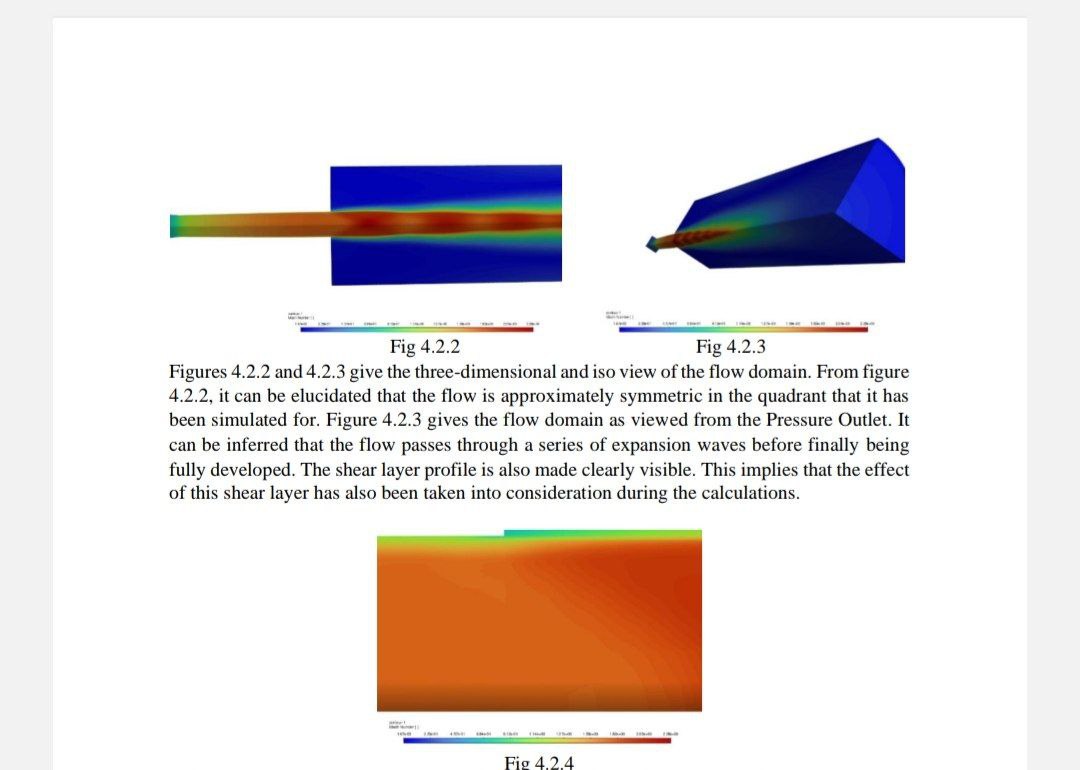 Fig 4.2.2
Fig 4.2.3
Figures 4.2.2 and 4.2.3 give the three-dimensional and iso view of the flow domain. From figure
4.2.2, it can be elucidated that the flow is approximately symmetric in the quadrant that it has
been simulated for. Figure 4.2.3 gives the flow domain as viewed from the Pressure Outlet. It
can be inferred that the flow passes through a series of expansion waves before finally being
fully developed. The shear layer profile is also made clearly visible. This implies that the effect
of this shear layer has also been taken into consideration during the calculations.
Fig 4.2.4